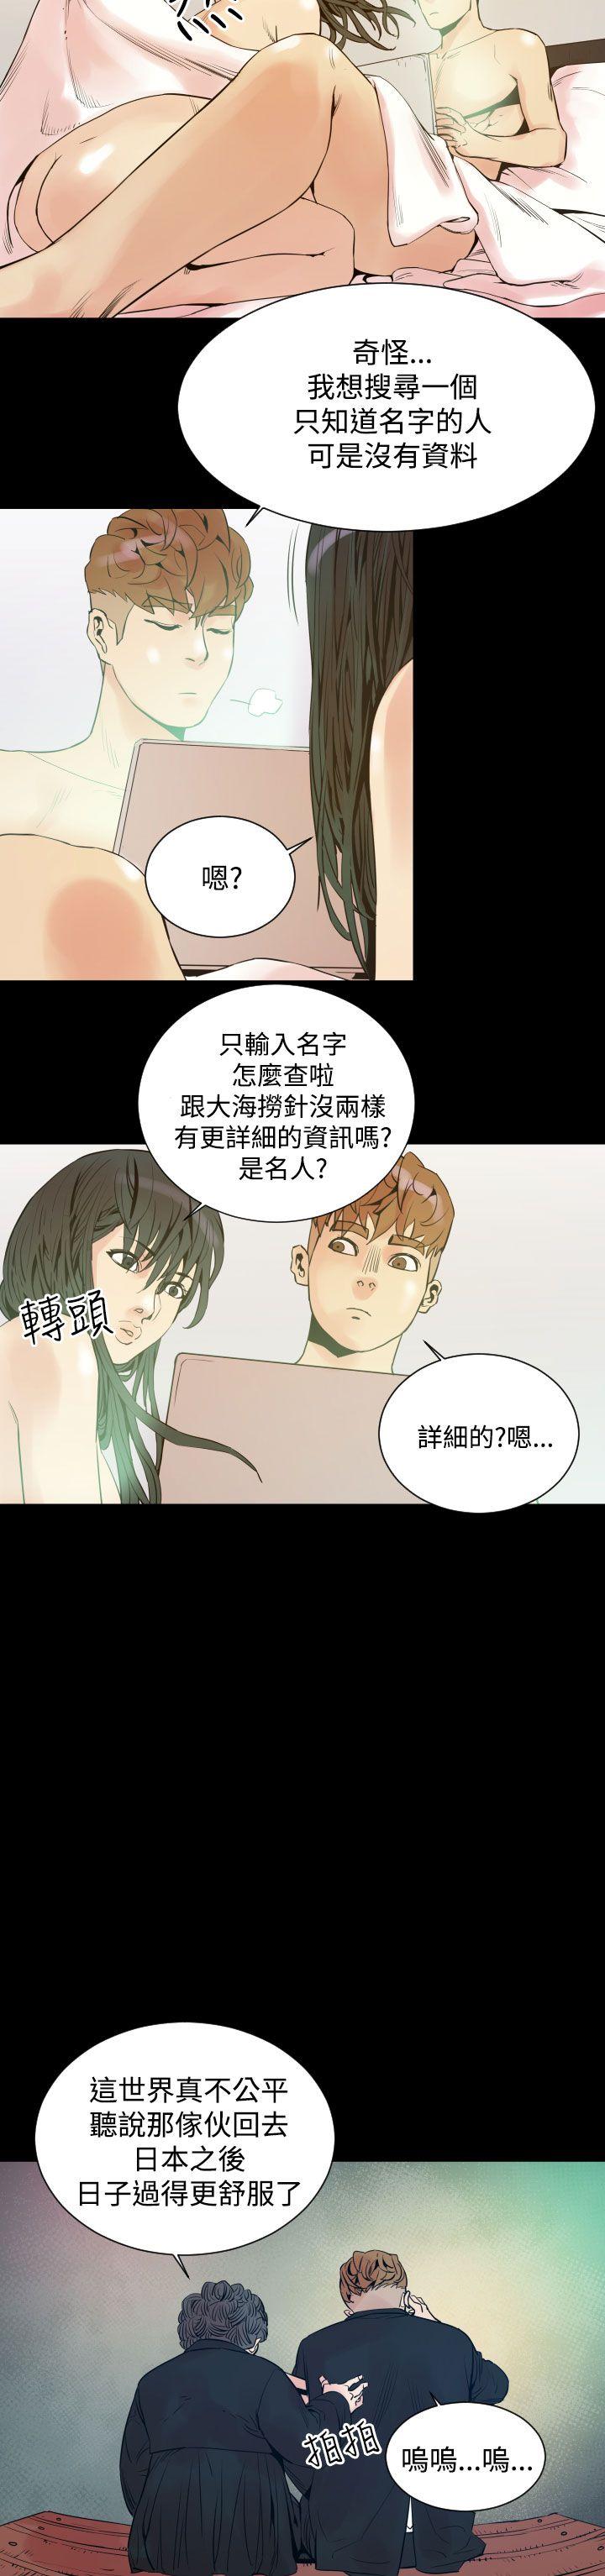 奇怪...
我想搜尋一個
只知道名字的人
可是沒有資料
嗯?
只輸入名字
怎麼查啦
跟大海撈針沒兩樣
有更詳細的資訊嗎?
是名人?
轉頭
詳細的?嗯...
這世界真不公平
聽說那傢伙回去
日本之後
日子過得更舒服了
拍拍
嗚嗚...嗚...